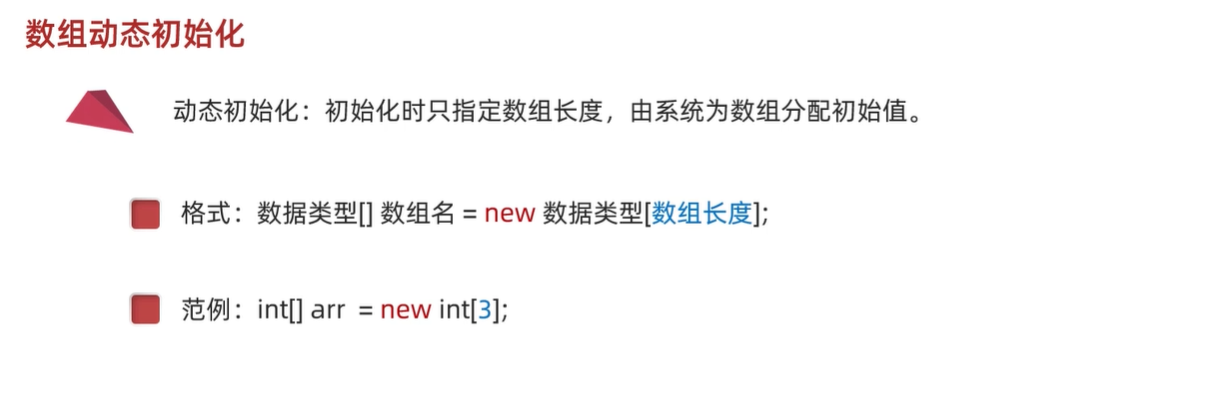 数组动态初始化
动态初始化：初始化时只指定数组长度，由系统为数组分配初始值。
格式：数据类型[] 数组名 = new 数据类型[数组长度];
范例：int[] arr = new int[3];